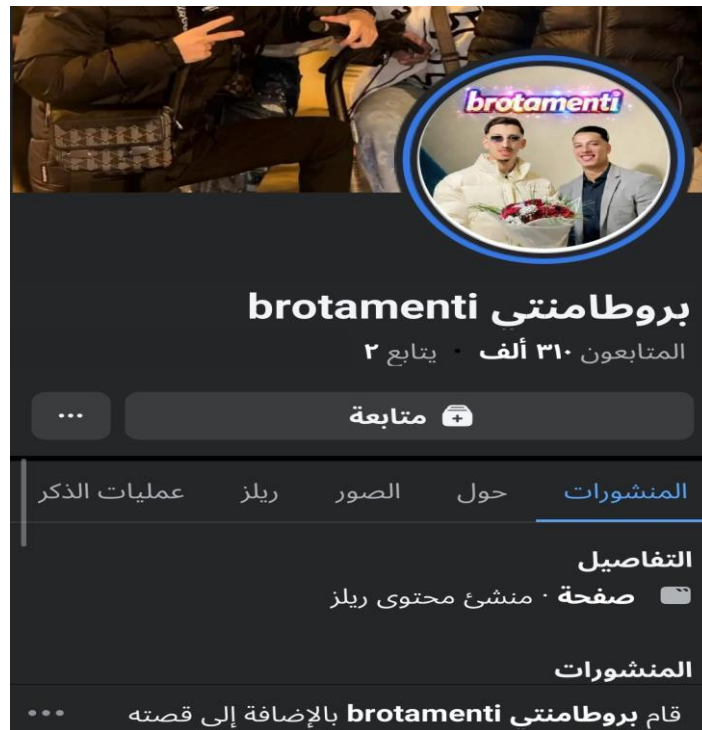 brotamenti
بروطامنتي brotamenti
المتابعون ٣١٠ ألف · يتابع ٢
متابعة
المنشورات حول الصور ريلز عمليات الذكر
التفاصيل
صفحة · منشئ محتوى ريلز
المنشورات
قام بروطامنتي brotamenti بالإضافة إلى قصته